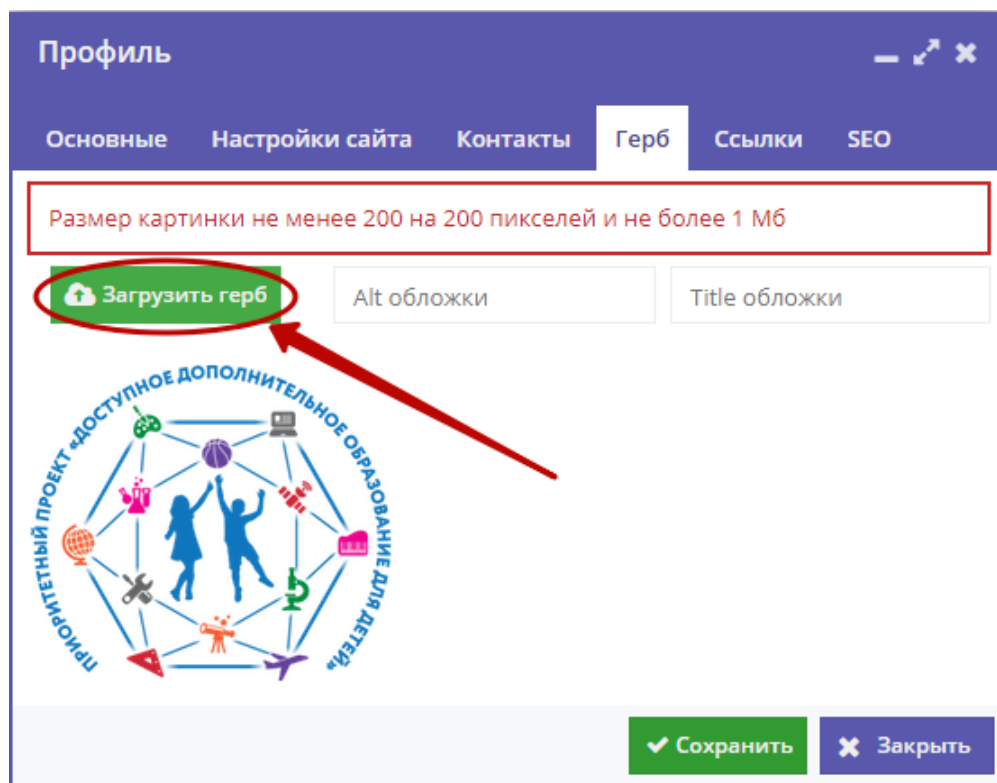 Профиль
Основные Настройки сайта Контакты Герб Ссылки SEO
Размер картинки не менее 200 на 200 пикселей и не более 1 Мб
Загрузить герб Alt обложки Title обложки
ПРИОРИТЕТНЫЙ ПРОЕКТ «ДОСТУПНОЕ ДОПОЛНИТЕЛЬНОЕ ОБРАЗОВАНИЕ ДЛЯ ДЕТЕЙ»
Сохранить Закрыть